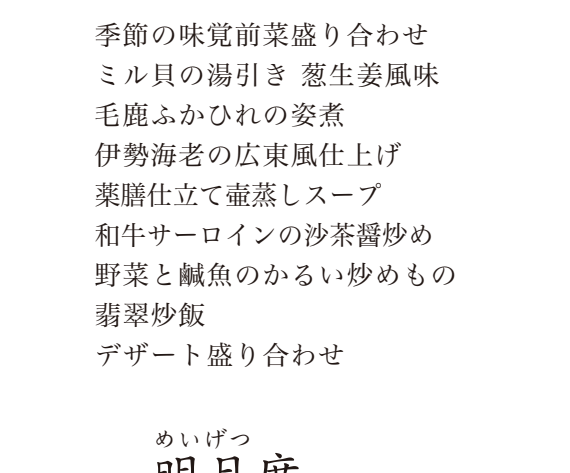 季節の味覚前菜盛り合わせ
ミル貝の湯引き 葱生姜風味
毛鹿ふかひれの姿煮
伊勢海老の広東風仕上げ
薬膳仕立て壷蒸しスープ
和牛サーロインの沙茶醤炒め
野菜と鹹魚のかるい炒めもの
翡翠炒飯
デザート盛り合わせ
めいげつ
明月